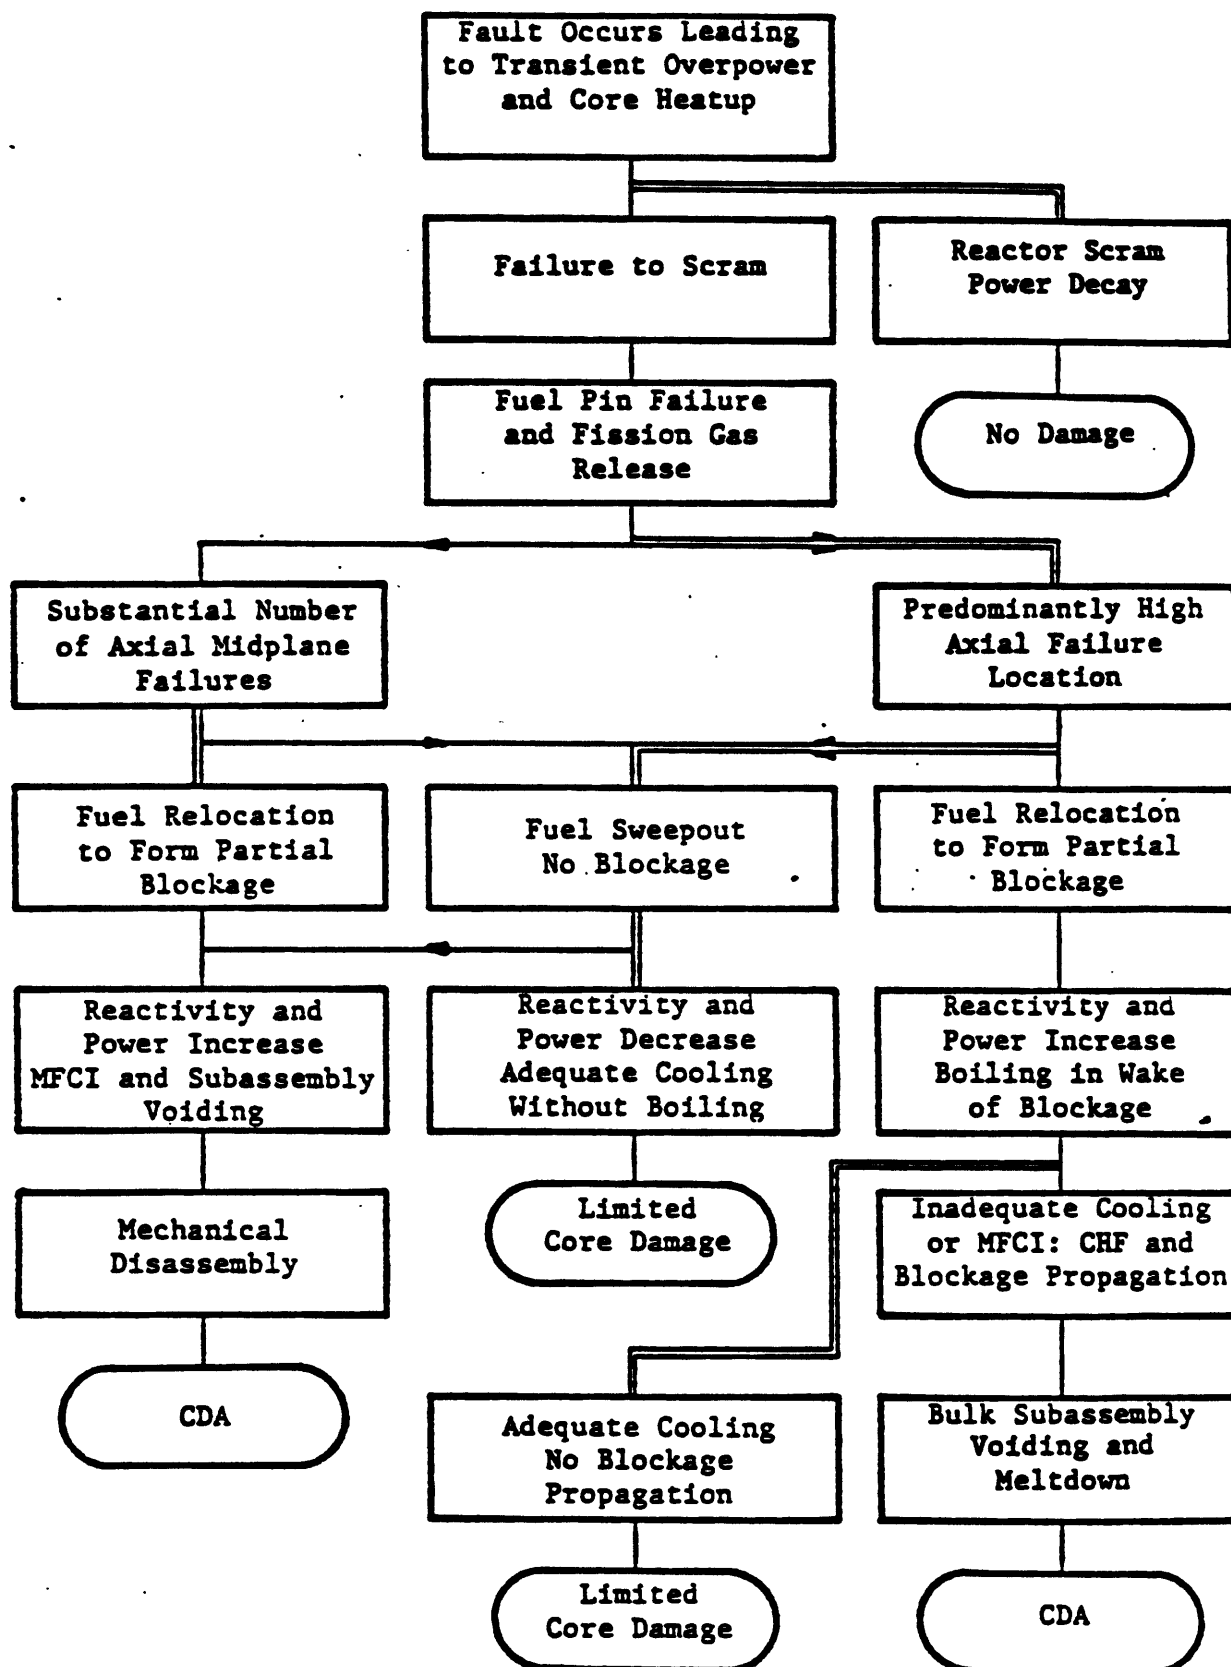 Fault Occurs Leading
to Transient Overpower
and Core Heatup
Failure to Scram
Reactor Scram
Power Decay
Fuel Pin Failure
and Fission Gas
Release
No Damage
Substantial Number
of Axial Midplane
Failures
Predominantly High
Axial Failure
Location
Fuel Relocation
to Form Partial
Blockage
Fuel Sweepout
No Blockage
Fuel Relocation
to Form Partial
Blockage
Reactivity and
Power Increase
MFCI and Subassembly
Voiding
Reactivity and
Power Decrease
Adequate Cooling
Without Boiling
Reactivity and
Power Increase
Boiling in Wake
of Blockage
Mechanical
Disassembly
Limited
Core Damage
Inadequate Cooling
or MFCI: CHF and
Blockage Propagation
CDA
Adequate Cooling
No Blockage
Propagation
Bulk Subassembly
Voiding and
Meltdown
Limited
Core Damage
CDA